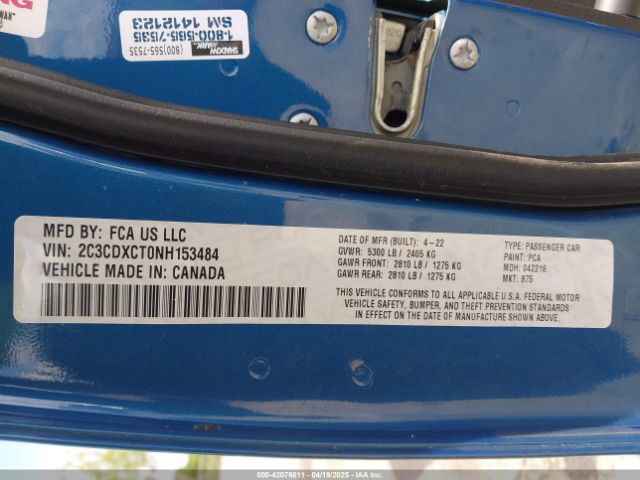 WAN'
SHADOW MARK.
(800)565-7535
1-800-565-7535
SM 1412123
MFD BY: FCA US LLC
VIN: 2C3CDXCT0NH153484
VEHICLE MADE IN: CANADA
DATE OF MFR (BUILT): 4-22
GVWR: 5300 LB / 2405 KG
GAWR FRONT: 2810 LB / 1275 KG
GAWR REAR: 2810 LB / 1275 KG
TYPE: PASSENGER CAR
PAINT: PCA
MDH: 042216
MKT: 875
THIS VEHICLE CONFORMS TO ALL APPLICABLE U.S.A. FEDERAL MOTOR
VEHICLE SAFETY, BUMPER, AND THEFT PREVENTION STANDARDS
IN EFFECT ON THE DATE OF MANUFACTURE SHOWN ABOVE.
000-42076811 - 04/19/2025 - IAA Inc.